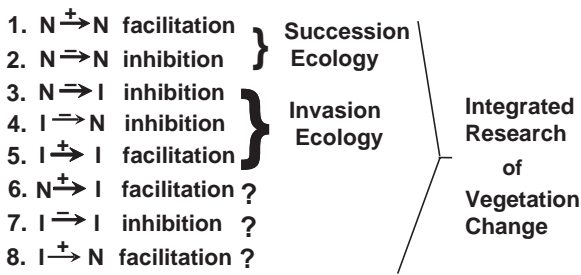 1. N +→ N facilitation
2. N −→ N inhibition
3. N −→ I inhibition
4. I −→ N inhibition
5. I +→ I facilitation
6. N +→ I facilitation ?
7. I −→ I inhibition ?
8. I +→ N facilitation ?
Succession
Ecology
Invasion
Ecology
Integrated
Research
of
Vegetation
Change